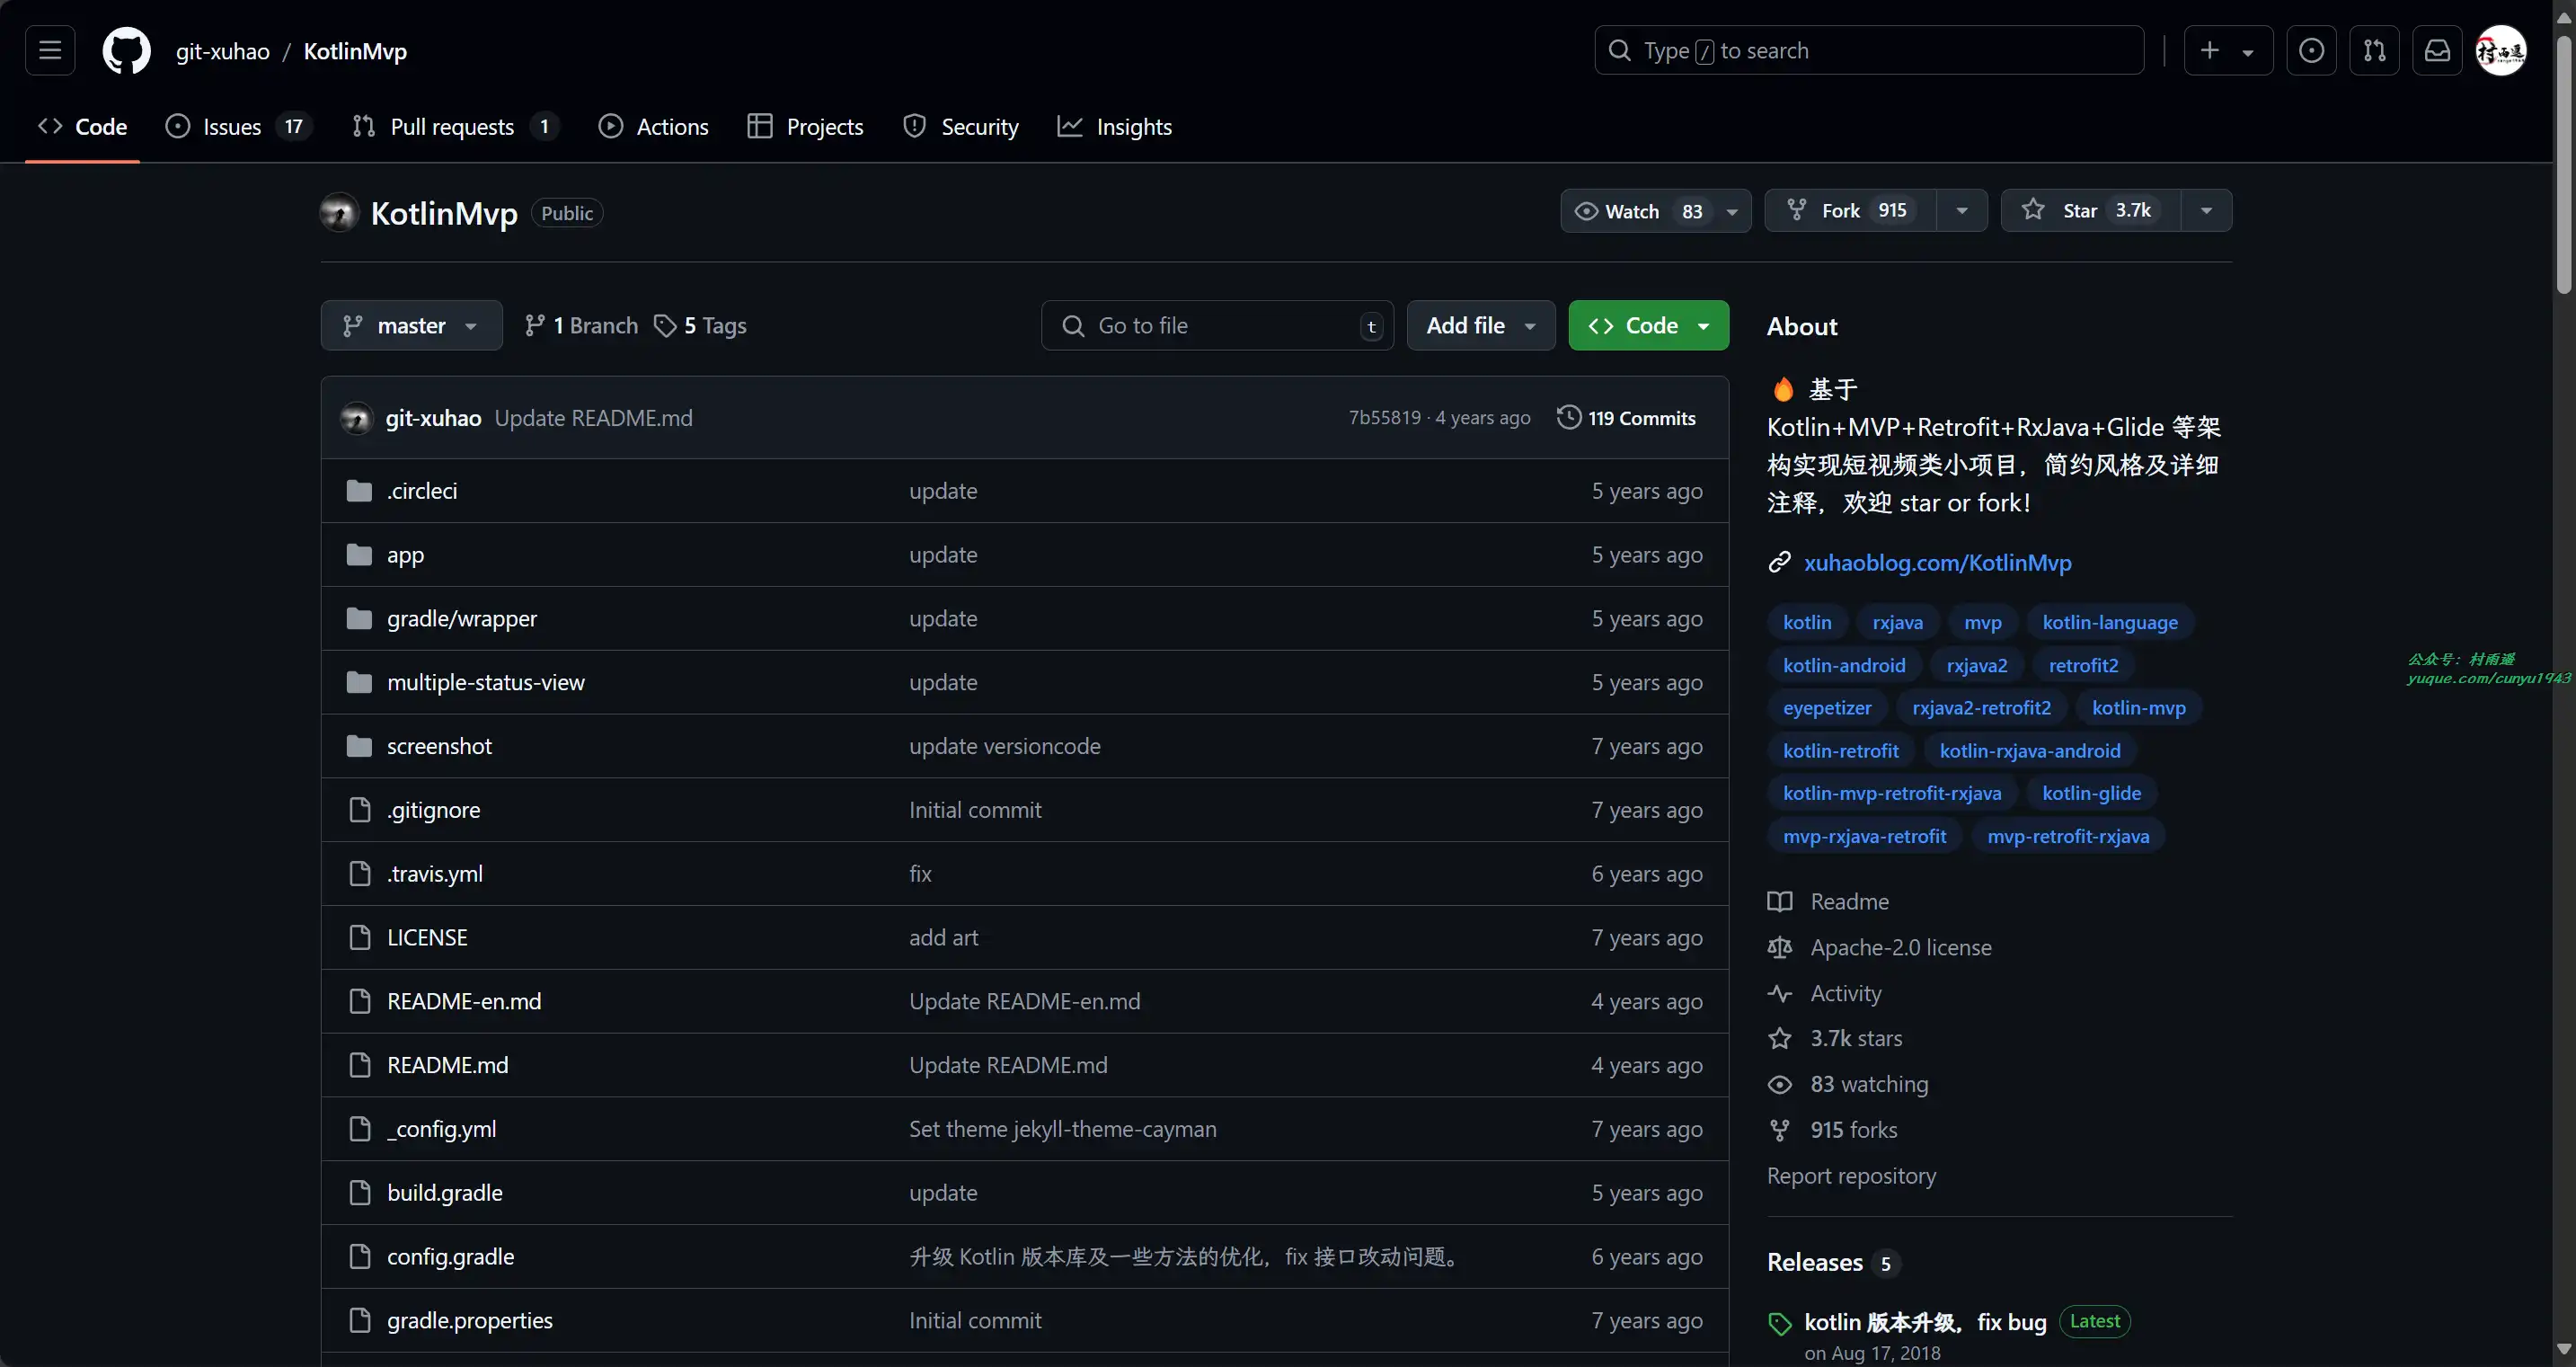 git-xuhao / KotlinMvp
Type / to search
Code
Issues 17
Pull requests 1
Actions
Projects
Security
Insights
KotlinMvp Public
Watch 83
Fork 915
Star 3.7k
master
1 Branch
5 Tags
Go to file t
Add file
Code
git-xuhao Update README.md 7b55819 · 4 years ago 119 Commits
.circleci update 5 years ago
app update 5 years ago
gradle/wrapper update 5 years ago
multiple-status-view update 5 years ago
screenshot update versioncode 7 years ago
.gitignore Initial commit 7 years ago
.travis.yml fix 6 years ago
LICENSE add art 7 years ago
README-en.md Update README-en.md 4 years ago
README.md Update README.md 4 years ago
_config.yml Set theme jekyll-theme-cayman 7 years ago
build.gradle update 5 years ago
config.gradle 升级 Kotlin 版本库及一些方法的优化，fix 接口改动问题。 6 years ago
gradle.properties Initial commit 7 years ago
About
🔥 基于
Kotlin+MVP+Retrofit+RxJava+Glide 等架
构实现短视频类小项目，简约风格及详细
注释，欢迎 star or fork！
xuhaoblog.com/KotlinMvp
kotlin rxjava mvp kotlin-language
kotlin-android rxjava2 retrofit2
eyepetizer rxjava2-retrofit2 kotlin-mvp
kotlin-retrofit kotlin-rxjava-android
kotlin-mvp-retrofit-rxjava kotlin-glide
mvp-rxjava-retrofit mvp-retrofit-rxjava
Readme
Apache-2.0 license
Activity
3.7k stars
83 watching
915 forks
Report repository
Releases 5
kotlin 版本升级，fix bug Latest
on Aug 17, 2018
公众号：村雨遥
yuque.com/cunyu1943